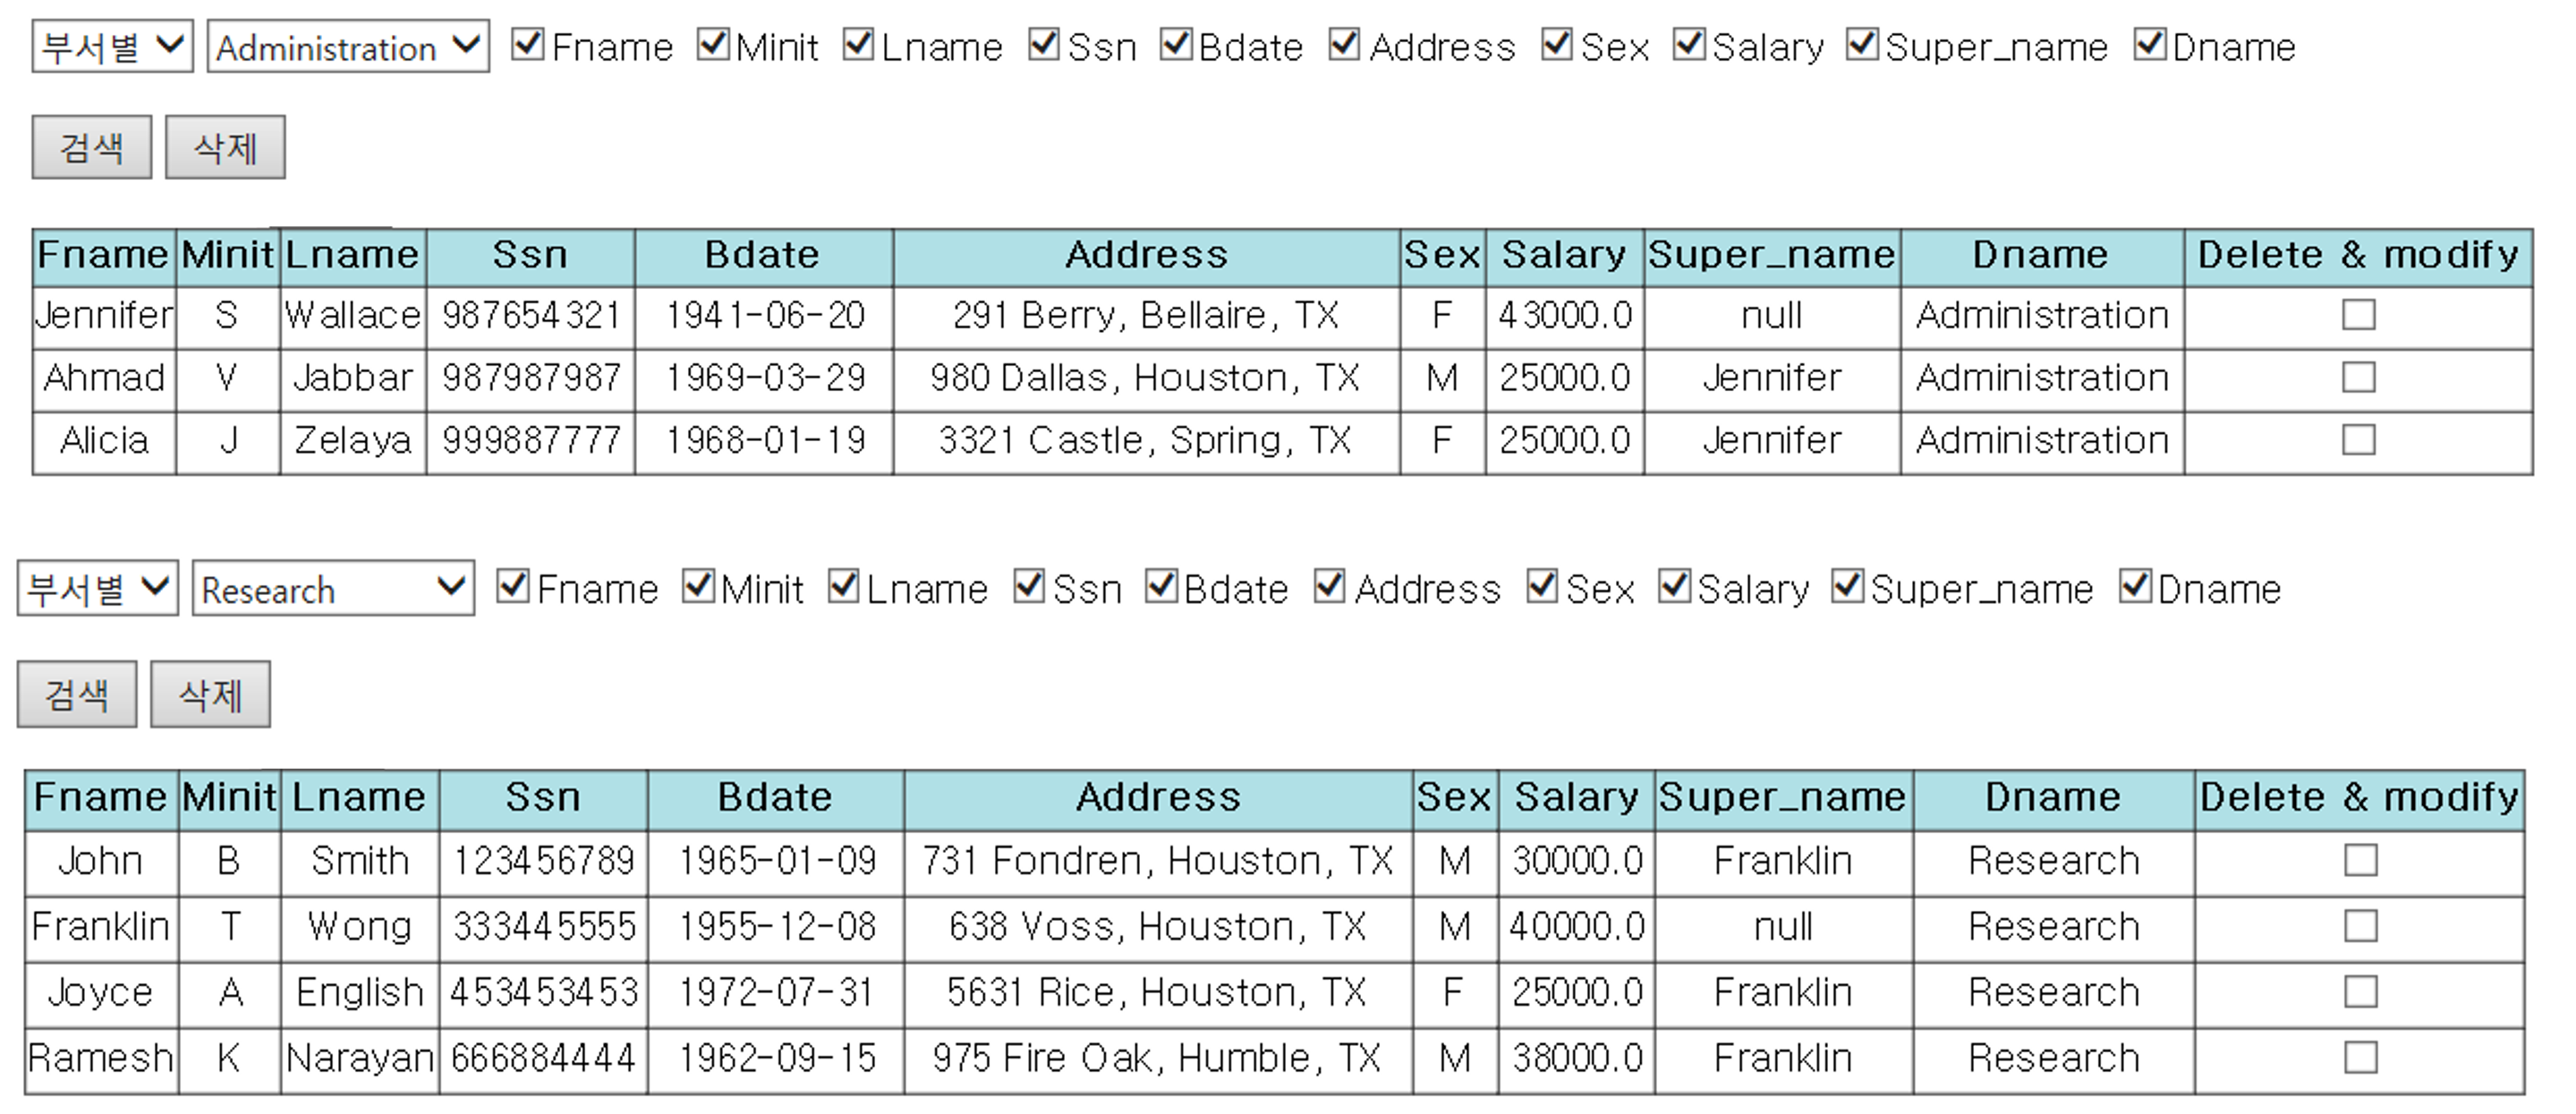 부서별 Administration Fname Minit Lname Ssn Bdate Address Sex Salary Super_name Dname
검색 삭제
Fname Minit Lname Ssn Bdate Address Sex Salary Super_name Dname Delete & modify
Jennifer S Wallace 987654321 1941-06-20 291 Berry, Bellaire, TX F 43000.0 null Administration
Ahmad V Jabbar 987987987 1969-03-29 980 Dallas, Houston, TX M 25000.0 Jennifer Administration
Alicia J Zelaya 999887777 1968-01-19 3321 Castle, Spring, TX F 25000.0 Jennifer Administration
부서별 Research Fname Minit Lname Ssn Bdate Address Sex Salary Super_name Dname
검색 삭제
Fname Minit Lname Ssn Bdate Address Sex Salary Super_name Dname Delete & modify
John B Smith 123456789 1965-01-09 731 Fondren, Houston, TX M 30000.0 Franklin Research
Franklin T Wong 333445555 1955-12-08 638 Voss, Houston, TX M 40000.0 null Research
Joyce A English 453453453 1972-07-31 5631 Rice, Houston, TX F 25000.0 Franklin Research
Ramesh K Narayan 666884444 1962-09-15 975 Fire Oak, Humble, TX M 38000.0 Franklin Research